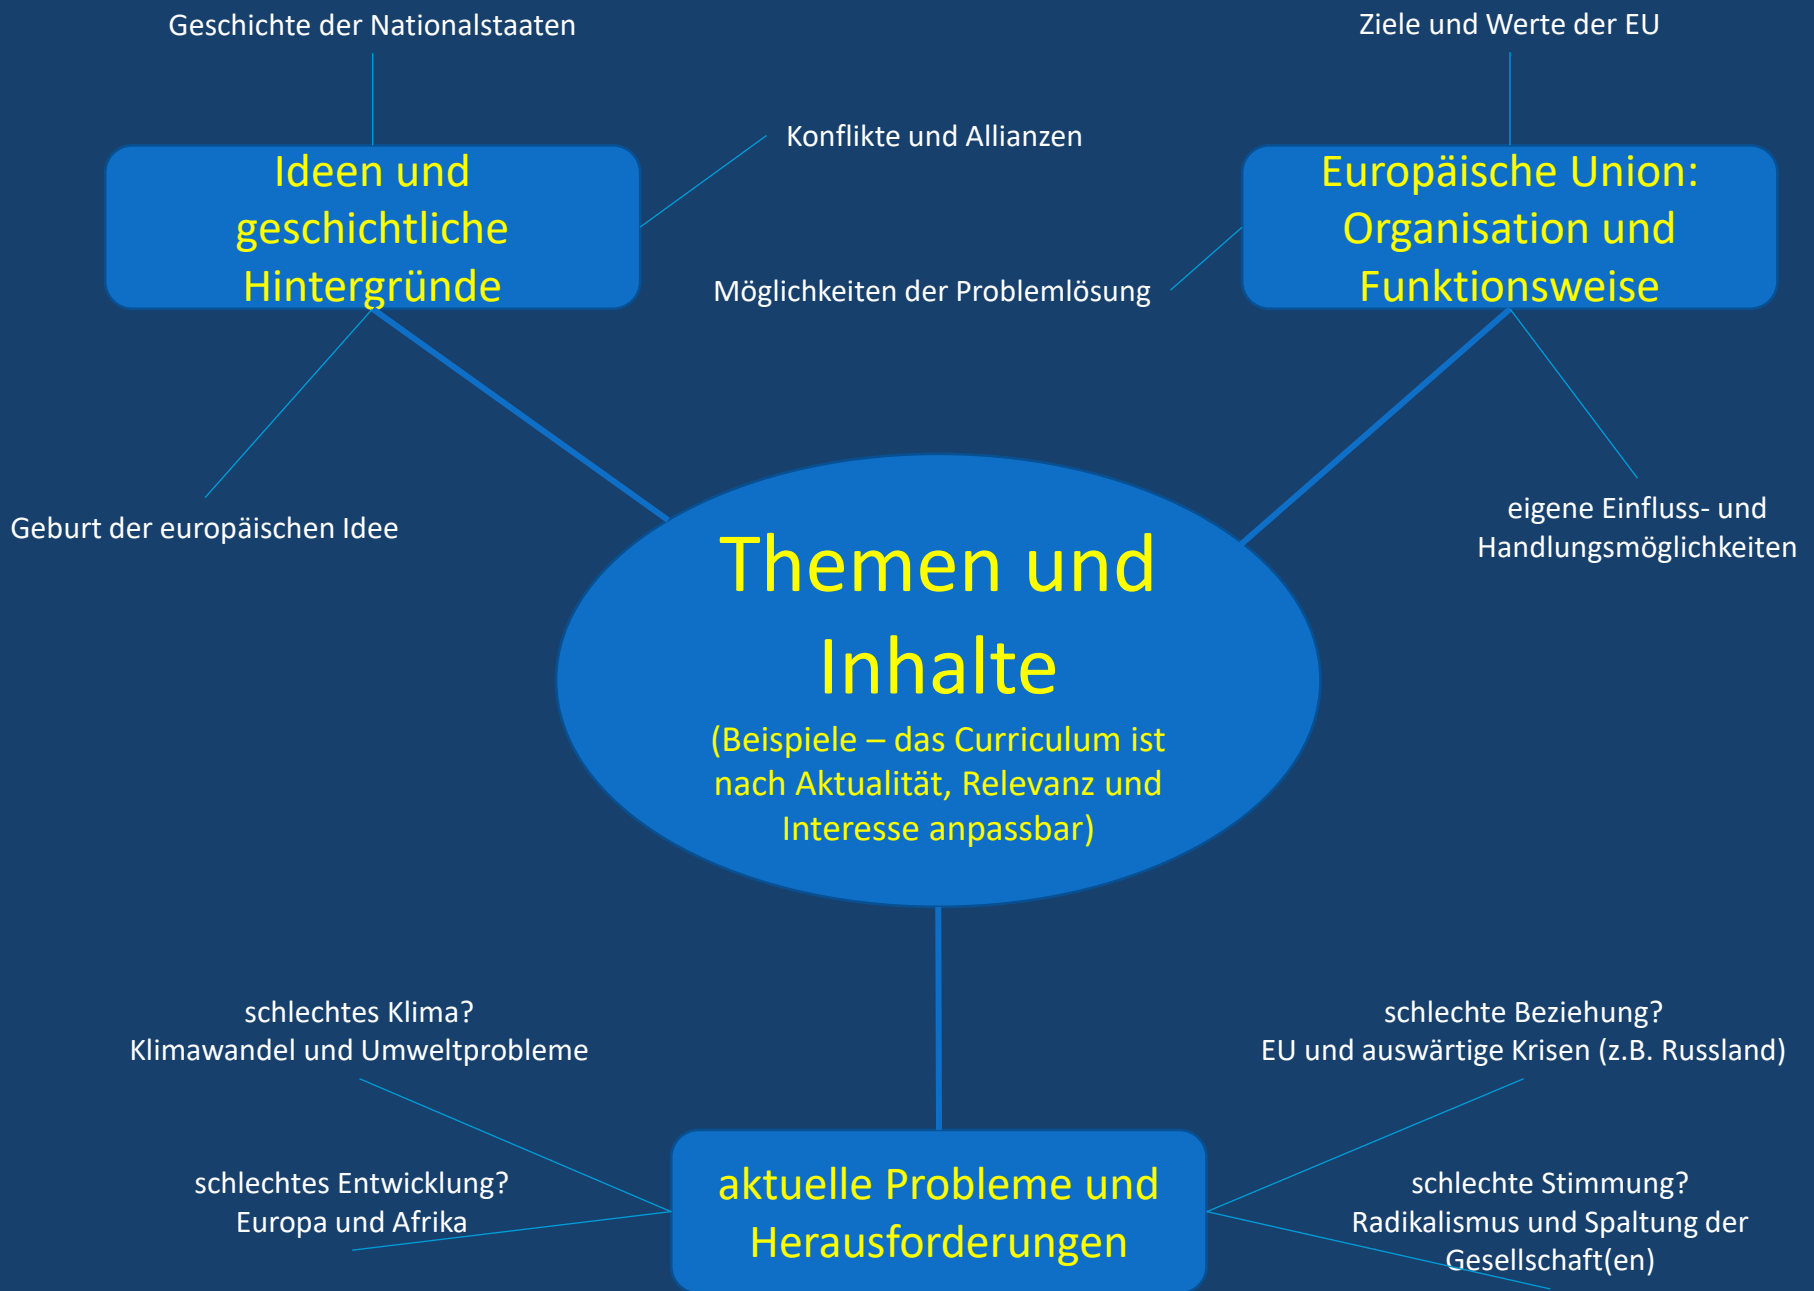 Geschichte der Nationalstaaten
Ziele und Werte der EU
Konflikte und Allianzen
Ideen und
geschichtliche
Hintergründe
Europäische Union:
Organisation und
Funktionsweise
Möglichkeiten der Problemlösung
Geburt der europäischen Idee
eigene Einfluss- und
Handlungsmöglichkeiten
Themen und
Inhalte
(Beispiele – das Curriculum ist
nach Aktualität, Relevanz und
Interesse anpassbar)
schlechtes Klima?
Klimawandel und Umweltprobleme
schlechte Beziehung?
EU und auswärtige Krisen (z.B. Russland)
schlechtes Entwicklung?
Europa und Afrika
aktuelle Probleme und
Herausforderungen
schlechte Stimmung?
Radikalismus und Spaltung der
Gesellschaft(en)